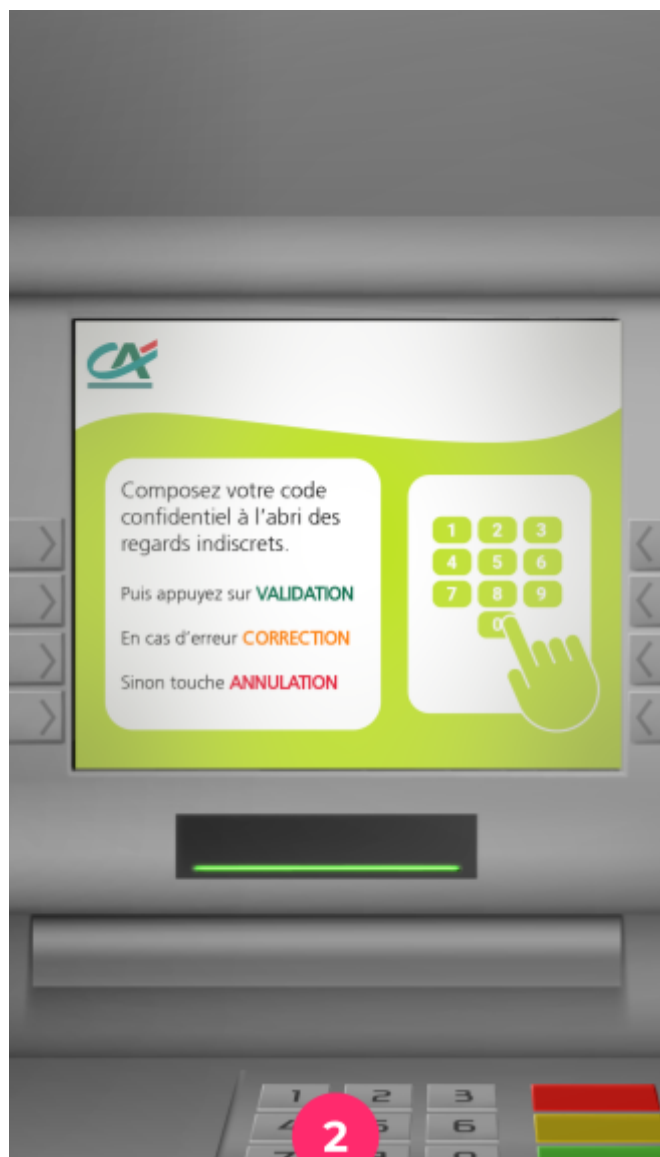 CA
Composez votre code
confidentiel à l'abri des
regards indiscrets.
Puis appuyez sur VALIDATION
En cas d'erreur CORRECTION
Sinon touche ANNULATION
1 2 3
4 5 6
7 8 9
0
1 2 3
4 5 6
2